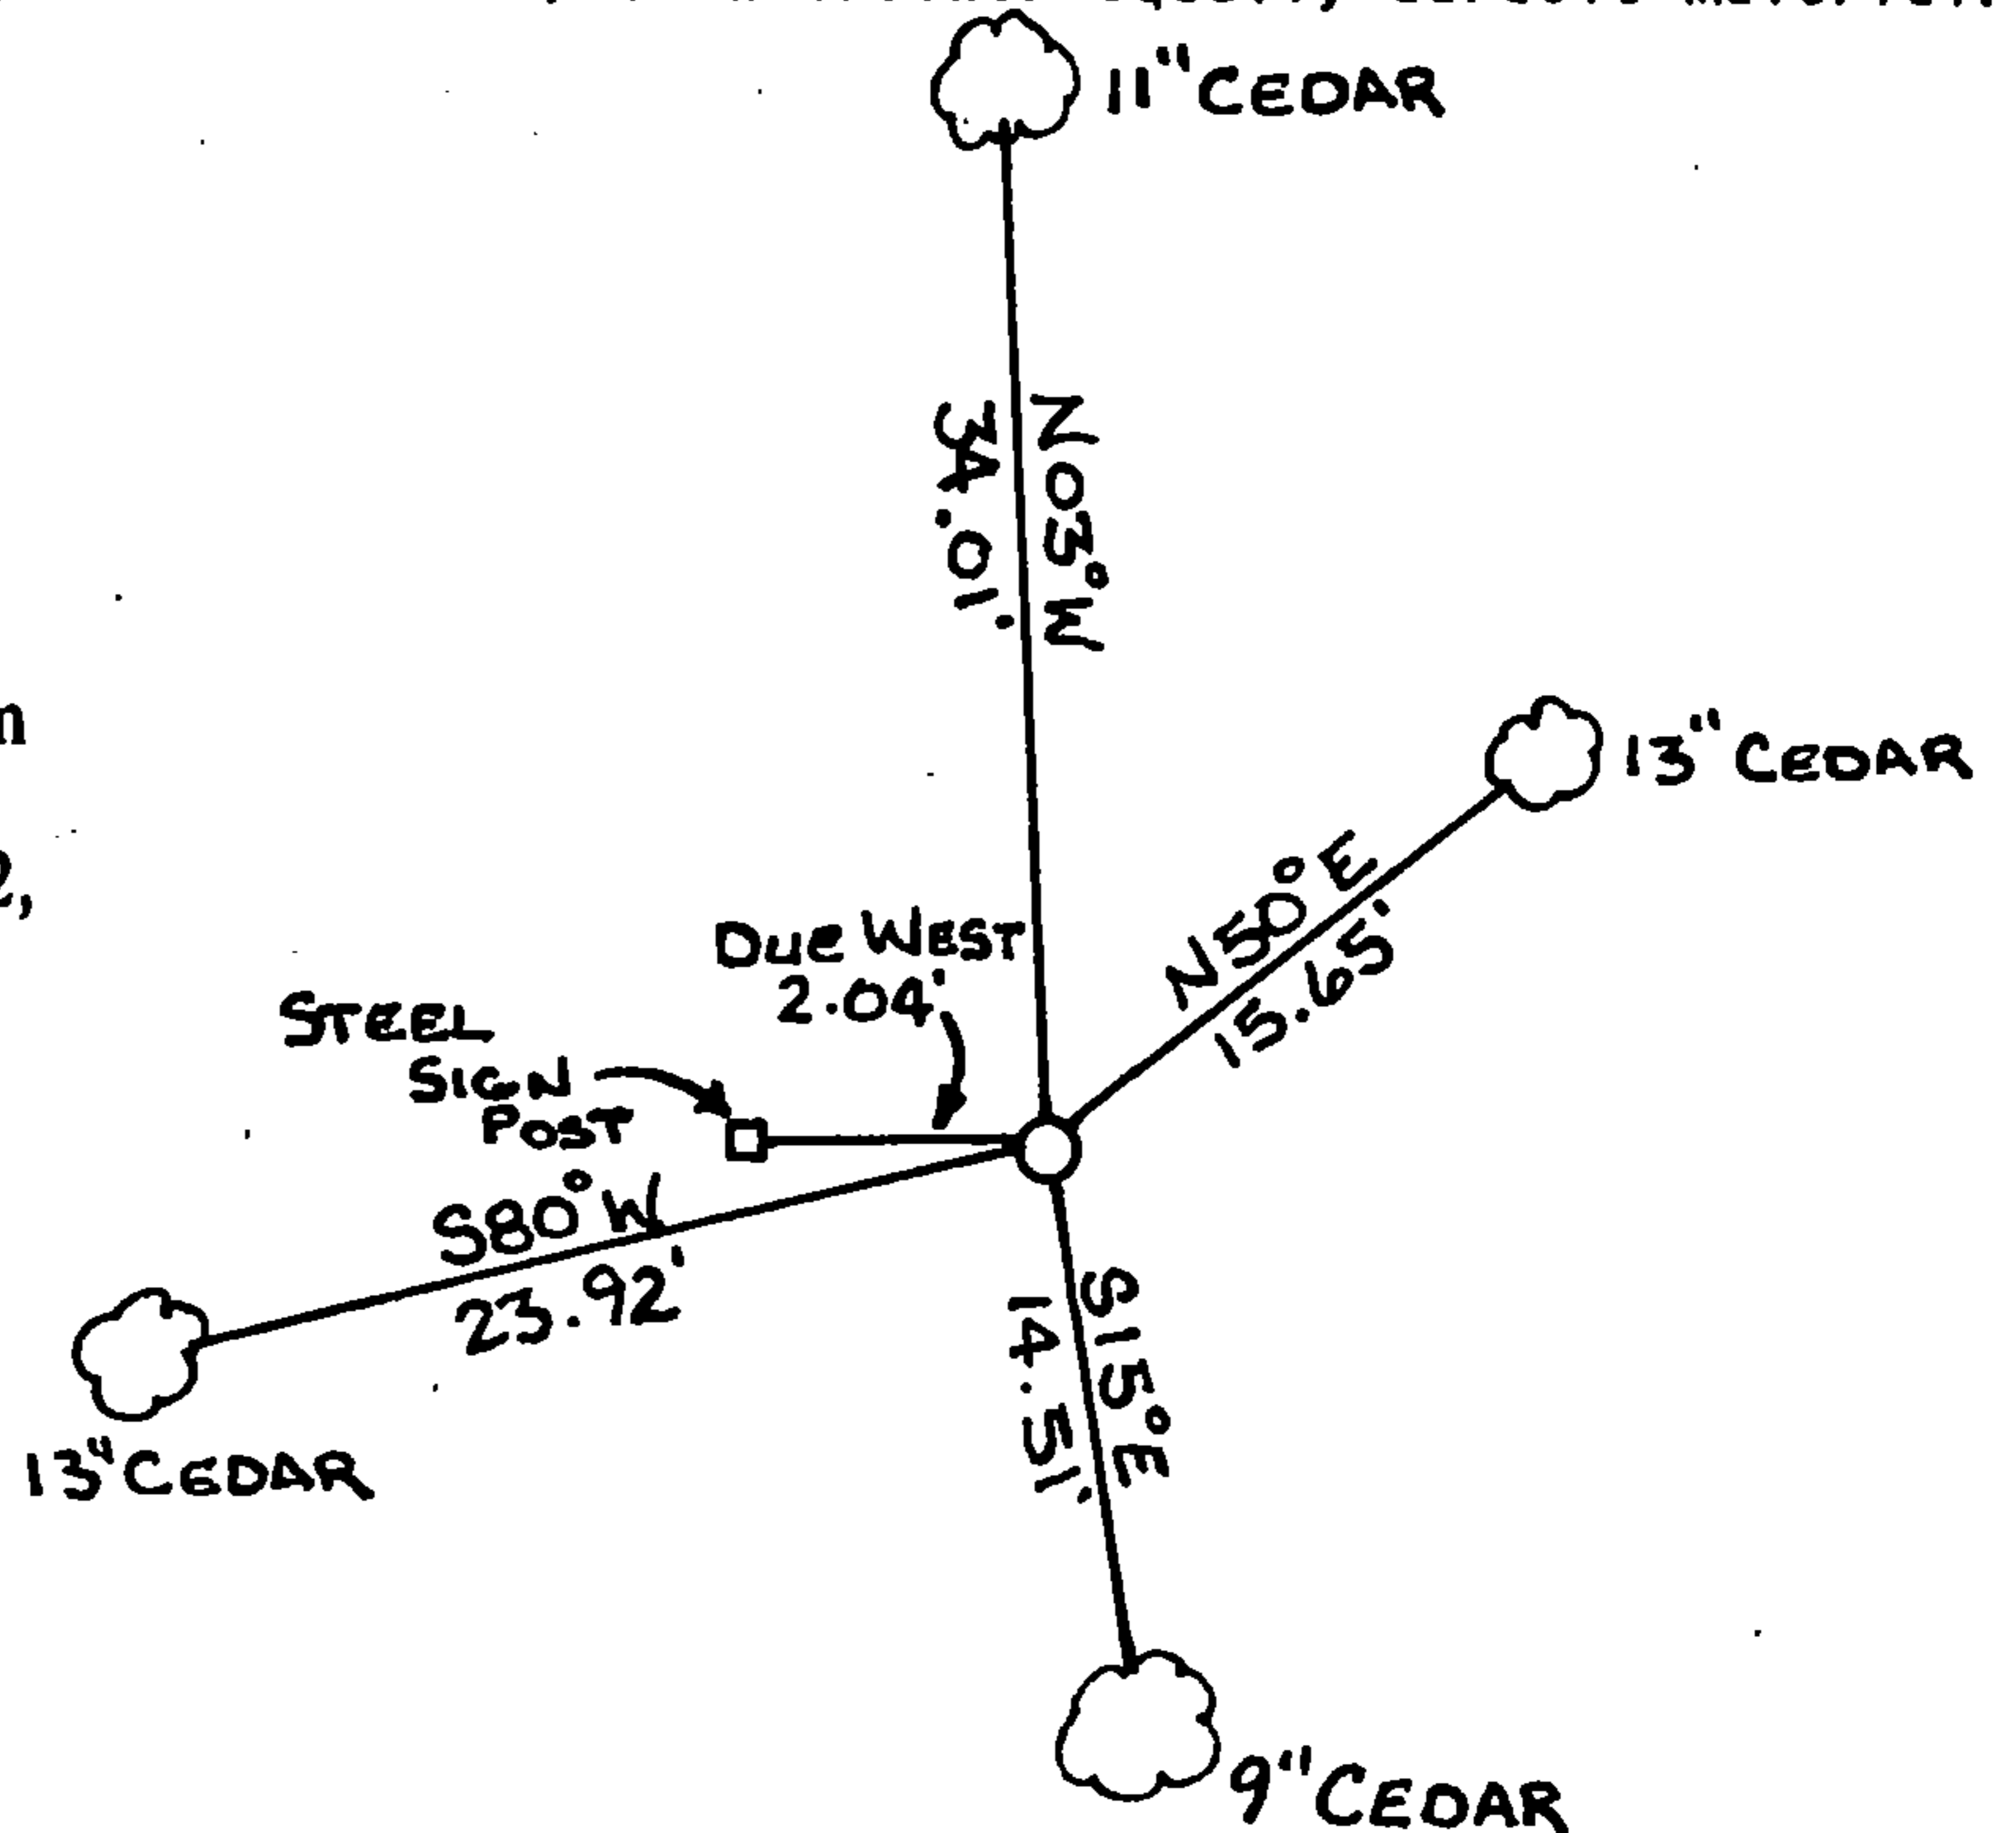 11" CEDAR
N03°E
34.01'
13" CEDAR
N50°E
15.65'
DUE WEST
2.04'
STEEL
SIGN
POST
S80°W
23.92'
13" CEDAR
S15°E
14.51'
9" CEDAR